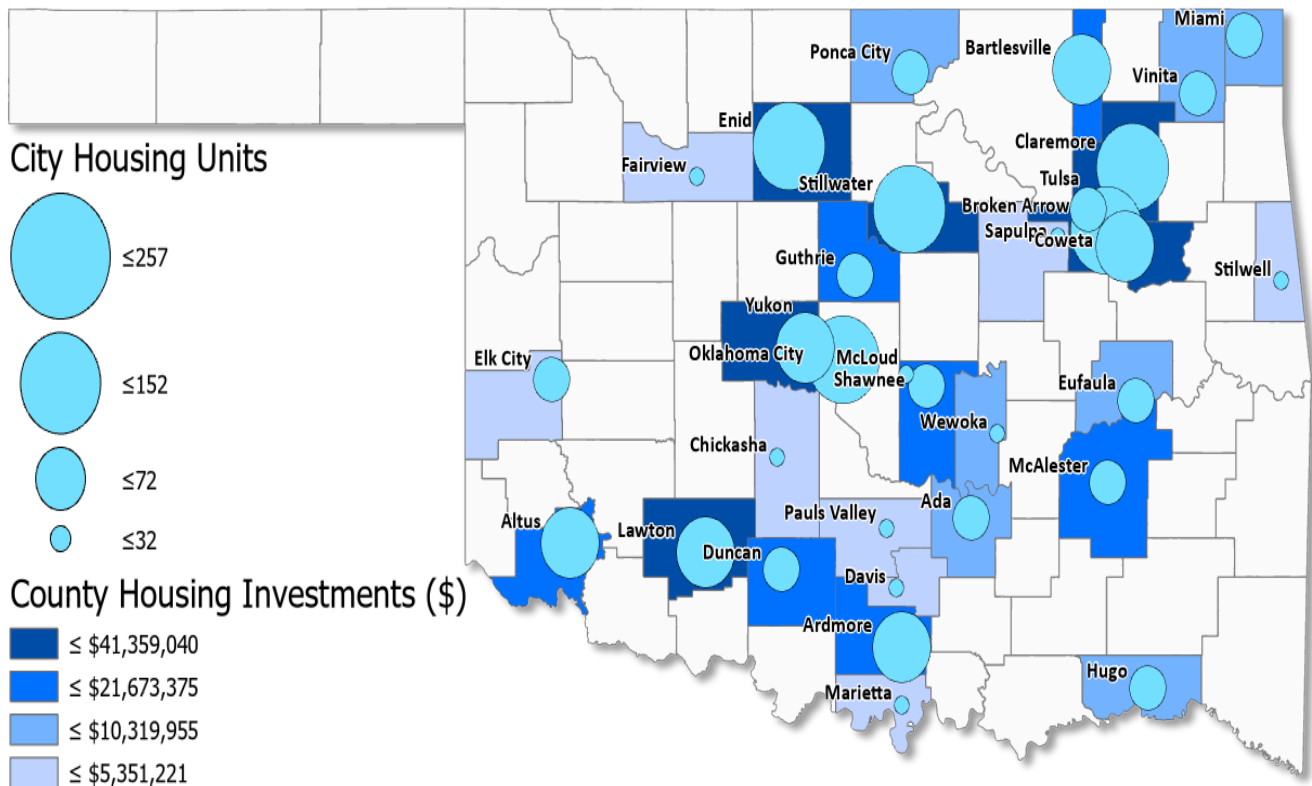 Miami
Ponca City
Bartlesville
Vinita
Enid
Claremore
City Housing Units
Fairview
Stillwater
Tulsa
Broken Arrow
Sapulpa
Coweta
≤257
Guthrie
Stilwell
Yukon
Oklahoma City
McCloud
Shawnee
Elk City
≤152
Eufaula
Wewoka
Chickasha
McAlester
≤72
Ada
Pauls Valley
Altus
Lawton
≤32
Duncan
Davis
County Housing Investments ($)
Ardmore
≤ $41,359,040
Hugo
≤ $21,673,375
Marietta
≤ $10,319,955
≤ $5,351,221